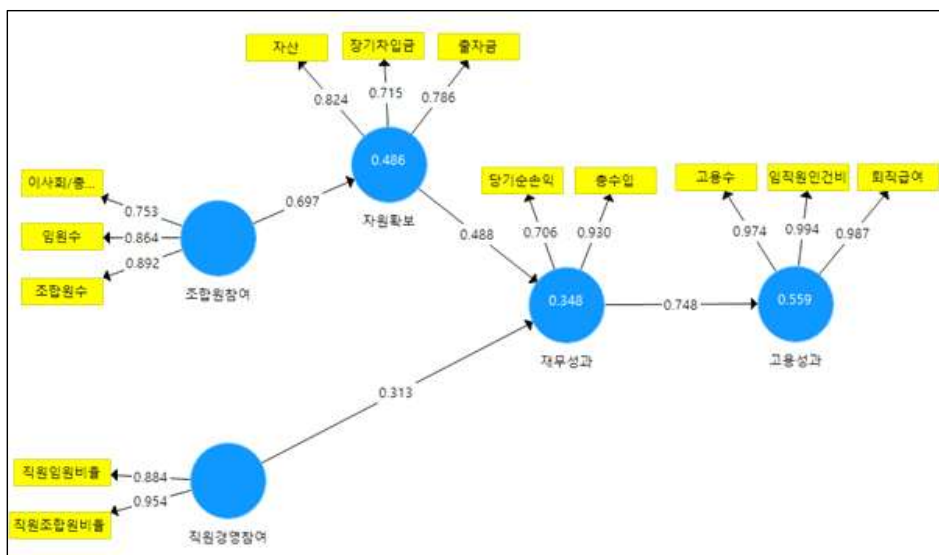 자산
장기차입금
출자금
0.824
0.715
0.786
0.486
자원확보
이사회/총...
임원수
조합원수
0.753
0.864
0.892
조합원참여
0.697
0.488
당기순손익
총수입
0.706
0.930
0.348
재무성과
0.748
고용수
임직원인건비
퇴직급여
0.974
0.994
0.987
0.559
고용성과
0.313
직원임원비율
직원조합원비율
0.884
0.954
직원경영참여